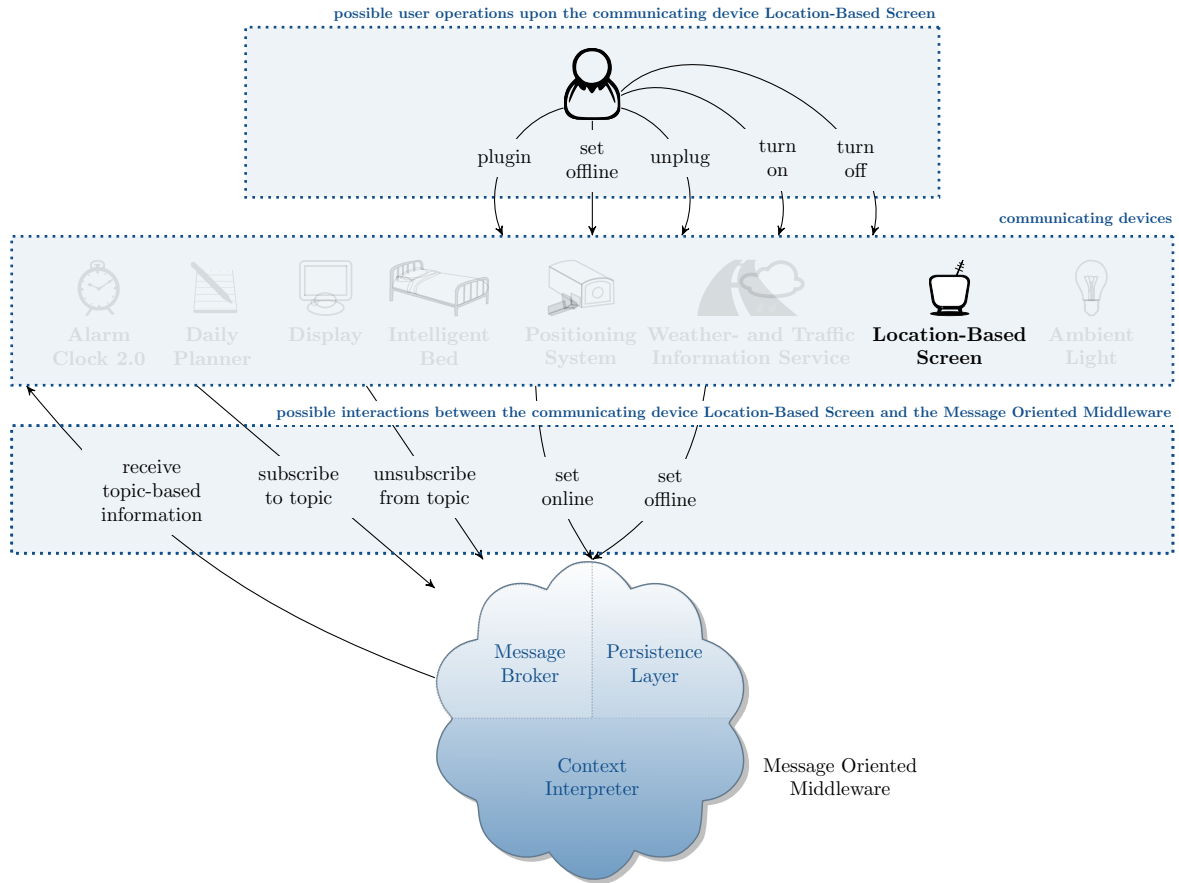 possible user operations upon the communicating device Location-Based Screen
plugin
set
offline
unplug
turn
on
turn
off
communicating devices
Alarm
Clock 2.0
Daily
Planner
Display
Intelligent
Bed
Positioning
System
Weather- and Traffic
Information Service
Location-Based
Screen
Ambient
Light
possible interactions between the communicating device Location-Based Screen and the Message Oriented Middleware
receive
topic-based
information
subscribe
to topic
unsubscribe
from topic
set
online
set
offline
Message
Broker
Persistence
Layer
Context
Interpreter
Message Oriented
Middleware